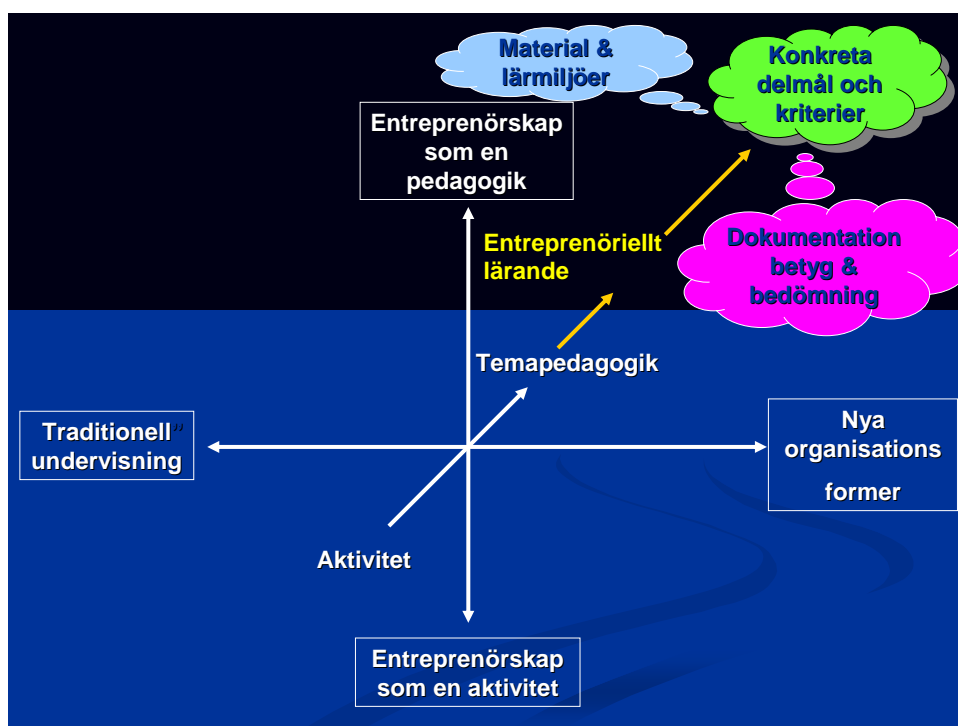 Material &
lärmiljöer
Konkreta
delmål och
kriterier
Entreprenörskap
som en
pedagogik
Entreprenöriellt
lärande
Dokumentation
betyg &
bedömning
Temapedagogik
Traditionell”
undervisning
Nya
organisations
former
Aktivitet
Entreprenörskap
som en aktivitet